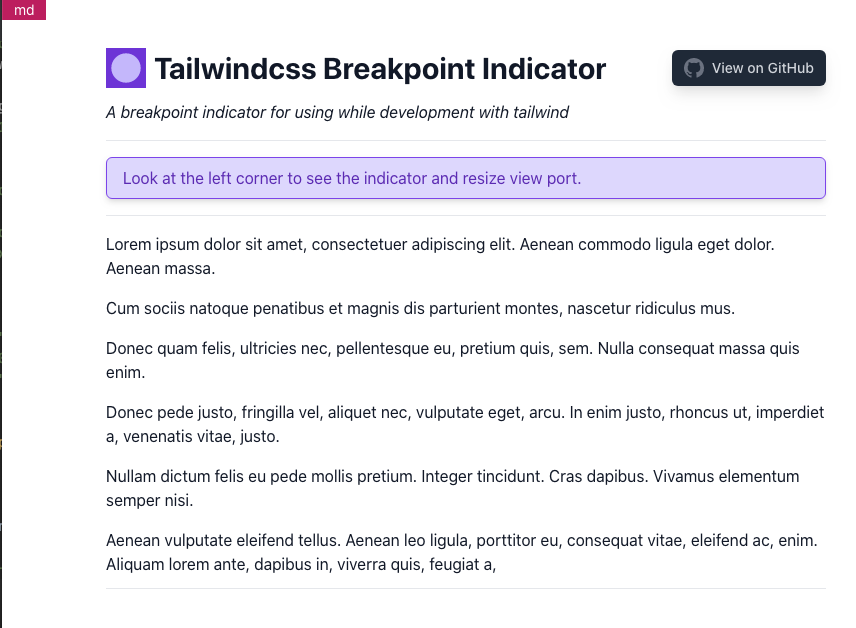 md
Tailwindcss Breakpoint Indicator
View on GitHub
A breakpoint indicator for using while development with tailwind
Look at the left corner to see the indicator and resize view port.
Lorem ipsum dolor sit amet, consectetuer adipiscing elit. Aenean commodo ligula eget dolor.
Aenean massa.
Cum sociis natoque penatibus et magnis dis parturient montes, nascetur ridiculus mus.
Donec quam felis, ultricies nec, pellentesque eu, pretium quis, sem. Nulla consequat massa quis
enim.
Donec pede justo, fringilla vel, aliquet nec, vulputate eget, arcu. In enim justo, rhoncus ut, imperdiet
a, venenatis vitae, justo.
Nullam dictum felis eu pede mollis pretium. Integer tincidunt. Cras dapibus. Vivamus elementum
semper nisi.
Aenean vulputate eleifend tellus. Aenean leo ligula, porttitor eu, consequat vitae, eleifend ac, enim.
Aliquam lorem ante, dapibus in, viverra quis, feugiat a,